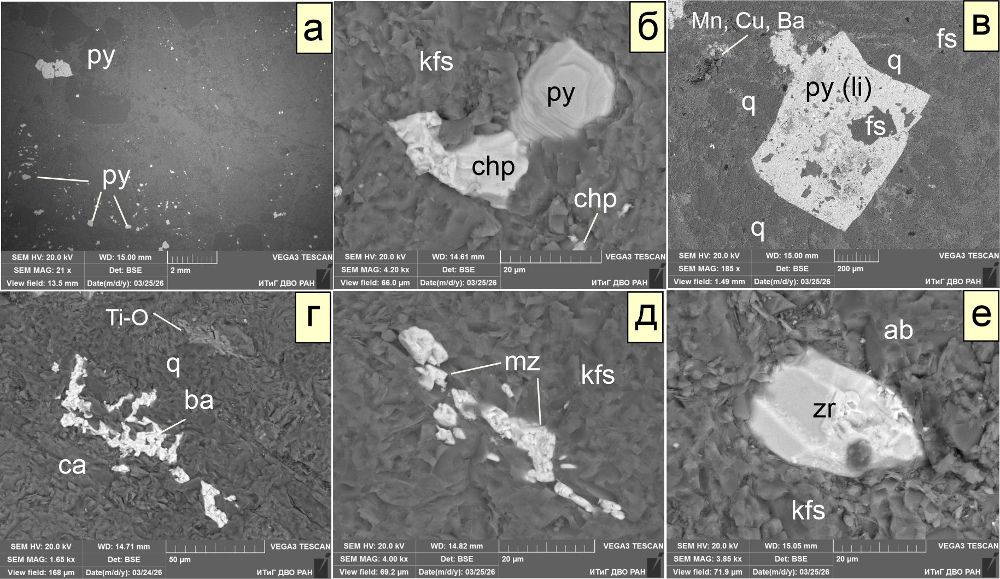 а
py
py
SEM HV: 20.0 kV WD: 15.00 mm VEGA3 TESCAN
SEM MAG: 21 x Det: BSE 2 mm
View field: 13.5 mm Date(m/d/y): 03/25/26 ИТиГ ДВО РАН
б
kfs
py
chp
chp
SEM HV: 20.0 kV WD: 14.61 mm VEGA3 TESCAN
SEM MAG: 4.20 kx Det: BSE 20 µm
View field: 66.0 µm Date(m/d/y): 03/25/26 ИТиГ ДВО РАН
в
Mn, Cu, Ba
fs
q
py (li)
q
fs
q
SEM HV: 20.0 kV WD: 15.00 mm VEGA3 TESCAN
SEM MAG: 185 x Det: BSE 200 µm
View field: 1.49 mm Date(m/d/y): 03/25/26 ИТиГ ДВО РАН
г
Ti-O
q
ba
ca
SEM HV: 20.0 kV WD: 14.71 mm VEGA3 TESCAN
SEM MAG: 1.65 kx Det: BSE 50 µm
View field: 168 µm Date(m/d/y): 03/24/26 ИТиГ ДВО РАН
д
mz
kfs
SEM HV: 20.0 kV WD: 14.82 mm VEGA3 TESCAN
SEM MAG: 4.00 kx Det: BSE 20 µm
View field: 69.2 µm Date(m/d/y): 03/25/26 ИТиГ ДВО РАН
е
ab
zr
kfs
SEM HV: 20.0 kV WD: 15.05 mm VEGA3 TESCAN
SEM MAG: 3.85 kx Det: BSE 20 µm
View field: 71.9 µm Date(m/d/y): 03/25/26 ИТиГ ДВО РАН